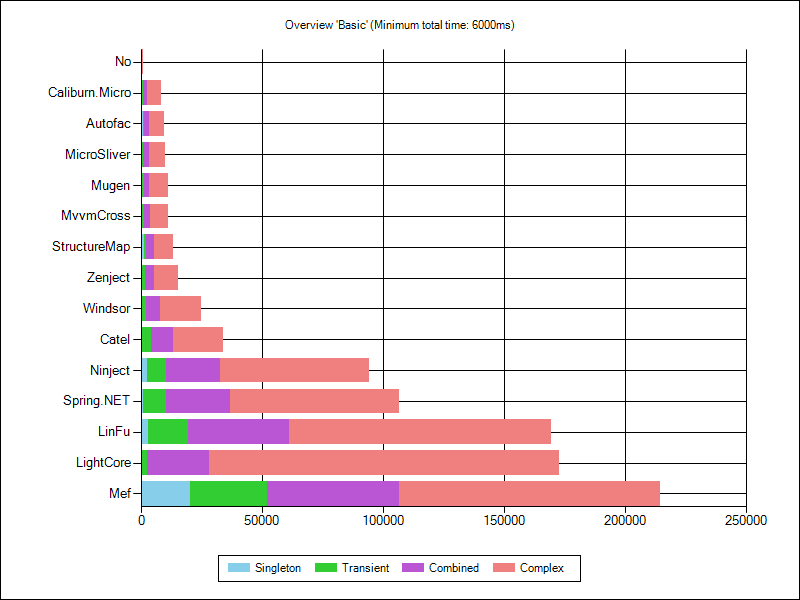 Overview 'Basic' (Minimum total time: 6000ms)
No
Caliburn.Micro
Autofac
MicroSliver
Mugen
MvvmCross
StructureMap
Zenject
Windsor
Catel
Ninject
Spring.NET
LinFu
LightCore
Mef
0 50000 100000 150000 200000 250000
Singleton Transient Combined Complex